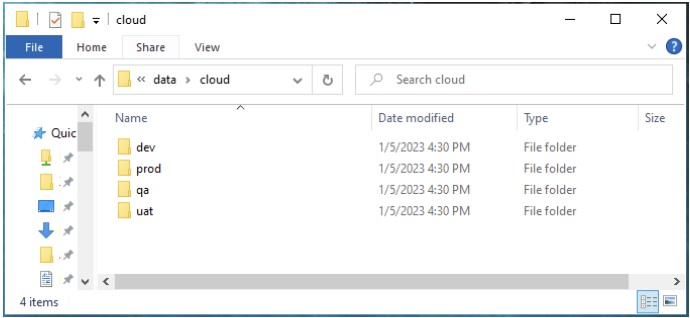 cloud
File Home Share View
« data > cloud Search cloud
Name Date modified Type Size
Quic
dev 1/5/2023 4:30 PM File folder
prod 1/5/2023 4:30 PM File folder
qa 1/5/2023 4:30 PM File folder
uat 1/5/2023 4:30 PM File folder
4 items